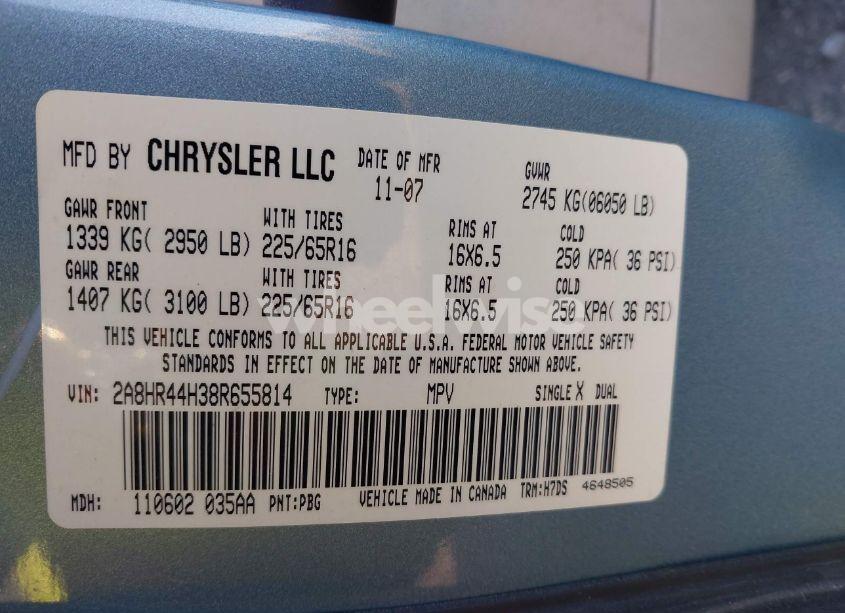 MFD BY CHRYSLER LLC DATE OF MFR 11-07 GVWR 2745 KG(06050 LB)
GAWR FRONT WITH TIRES RIMS AT COLD
1339 KG( 2950 LB) 225/65R16 16X6.5 250 KPA( 36 PSI)
GAWR REAR WITH TIRES RIMS AT COLD
1407 KG( 3100 LB) 225/65R16 16X6.5 250 KPA( 36 PSI)
wheelwise
THIS VEHICLE CONFORMS TO ALL APPLICABLE U.S.A. FEDERAL MOTOR VEHICLE SAFETY
STANDARDS IN EFFECT ON THE DATE OF MANUFACTURE SHOWN ABOVE.
VIN: 2A8HR44H38R655814 TYPE: MPV SINGLE X DUAL
MDH: 110602 035AA PNT:PBG VEHICLE MADE IN CANADA TRM:H7DS 4648505